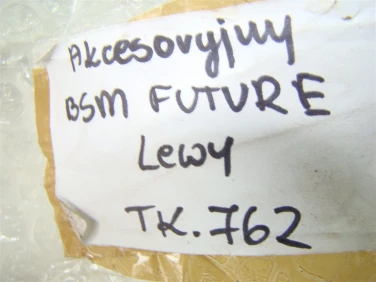 Akcesoryjny
BSM FUTURE
Lewy
TK.762